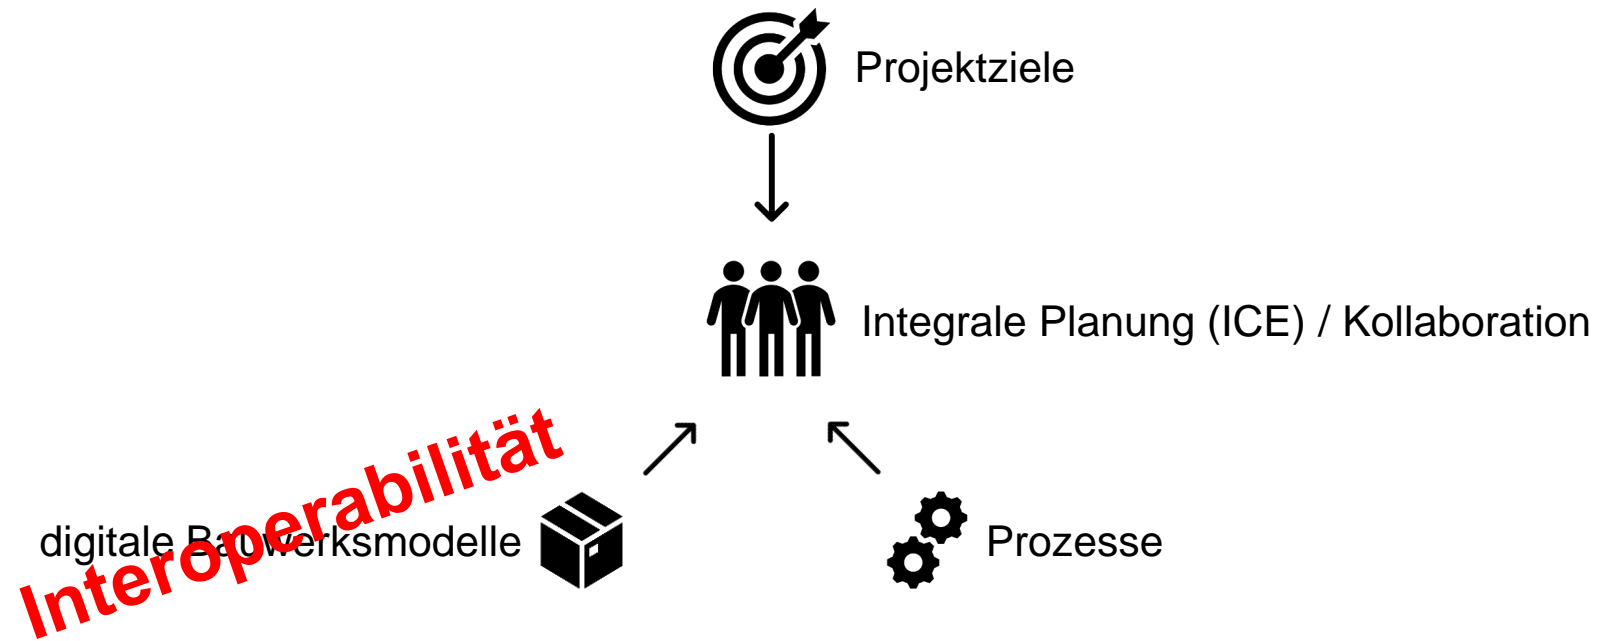 Projektziele
Integrale Planung (ICE) / Kollaboration
Interoperabilität
digitale Bauwerksmodelle
Prozesse